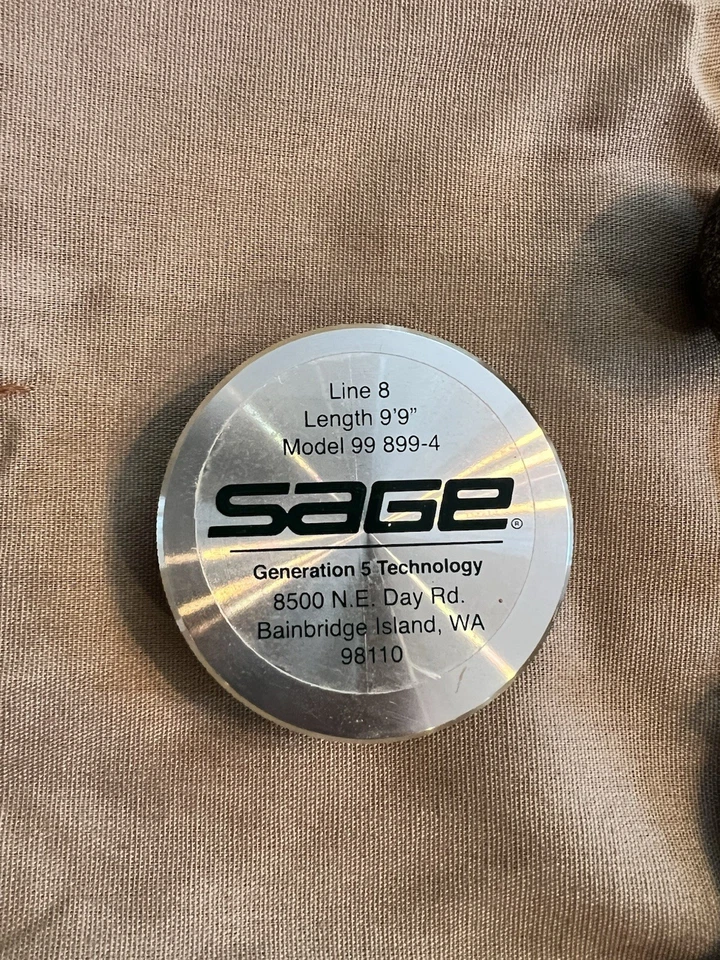 Line 8
Length 9'9"
Model 99 899-4
SAGE®
Generation 5 Technology
8500 N.E. Day Rd.
Bainbridge Island, WA
98110